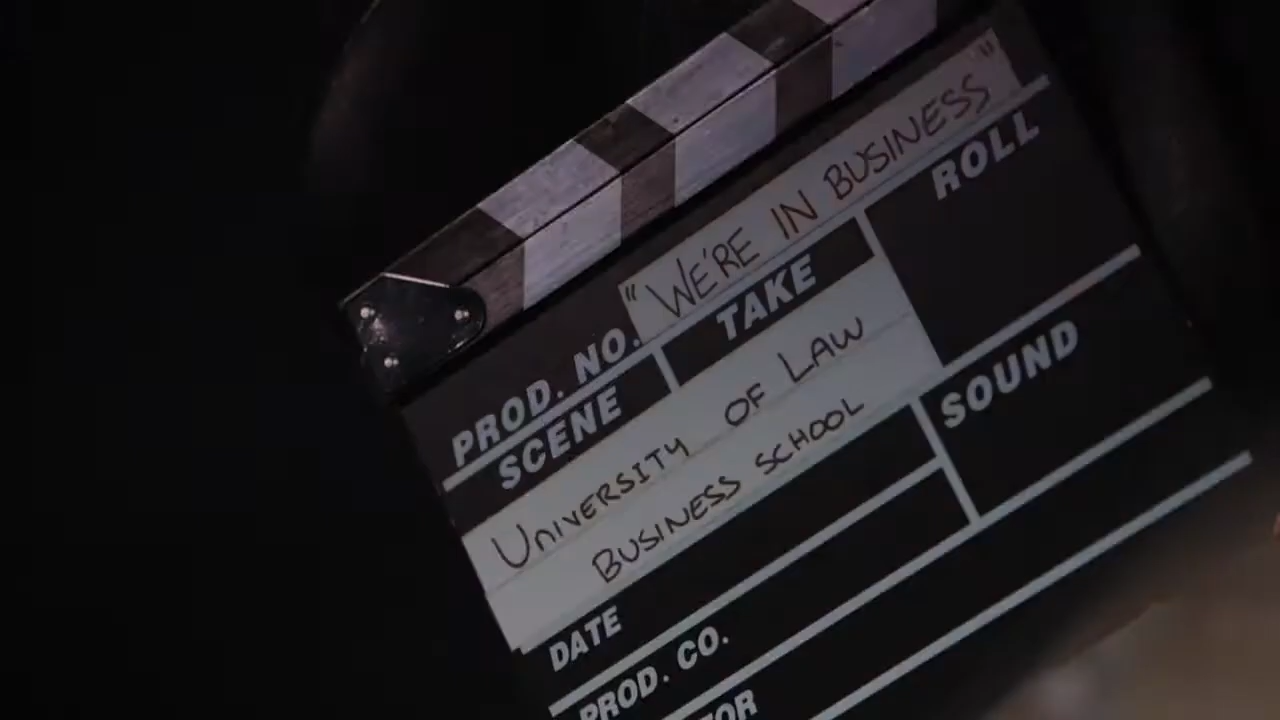 "WE'RE IN BUSINESS"
PROD. NO.
ROLL
SCENE TAKE
UNIVERSITY OF LAW
BUSINESS SCHOOL
SOUND
DATE
PROD. CO.